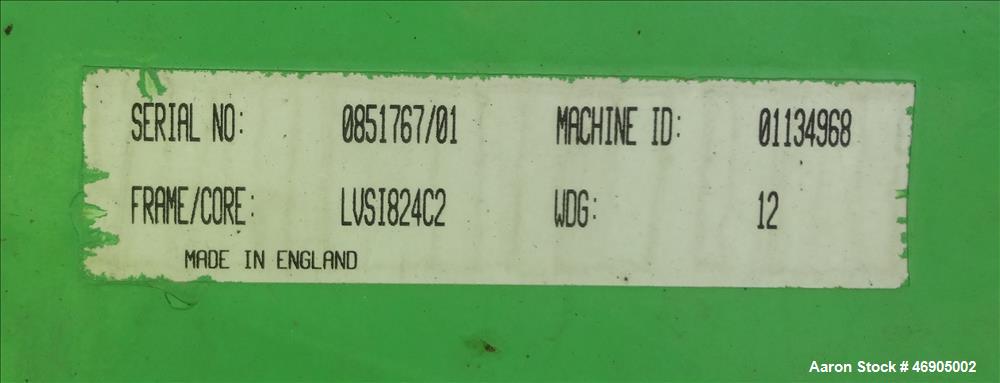 SERIAL NO: 0851767/01 MACHINE ID: 01134968
FRAME/CORE: LVSI824C2 WDG: 12
MADE IN ENGLAND
Aaron Stock # 46905002